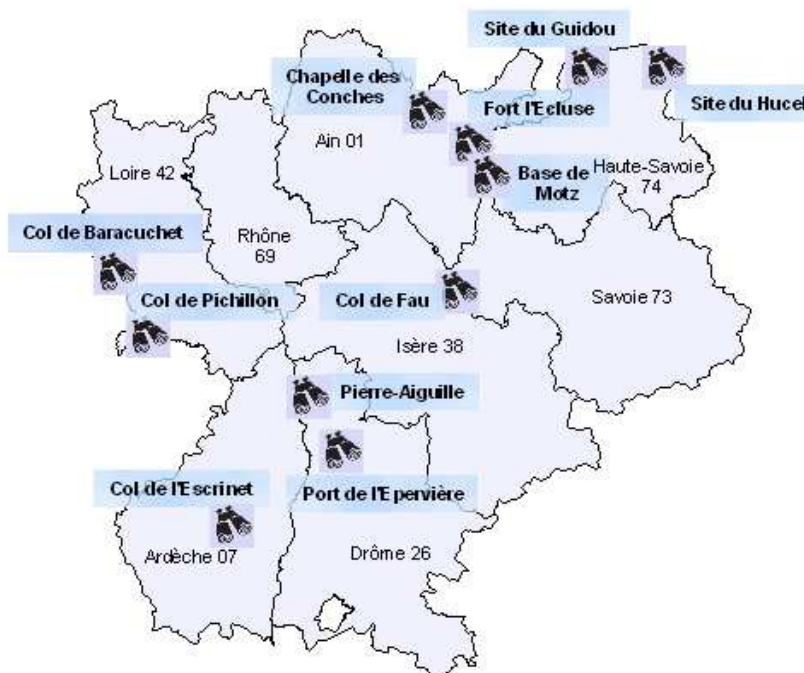 Site du Guidou
Chapelle des
Conches
Fort l'Ecluse
Site du Hucel
Ain 01
Loire 42
Base de
Motz
Haute-Savoie
74
Col de Baracuchet
Rhône
69
Col de Pichillon
Col de Fau
Savoie 73
Isère 38
Pierre-Aiguille
Col de l'Escrinet
Port de l'Epervière
Ardèche 07
Drôme 26